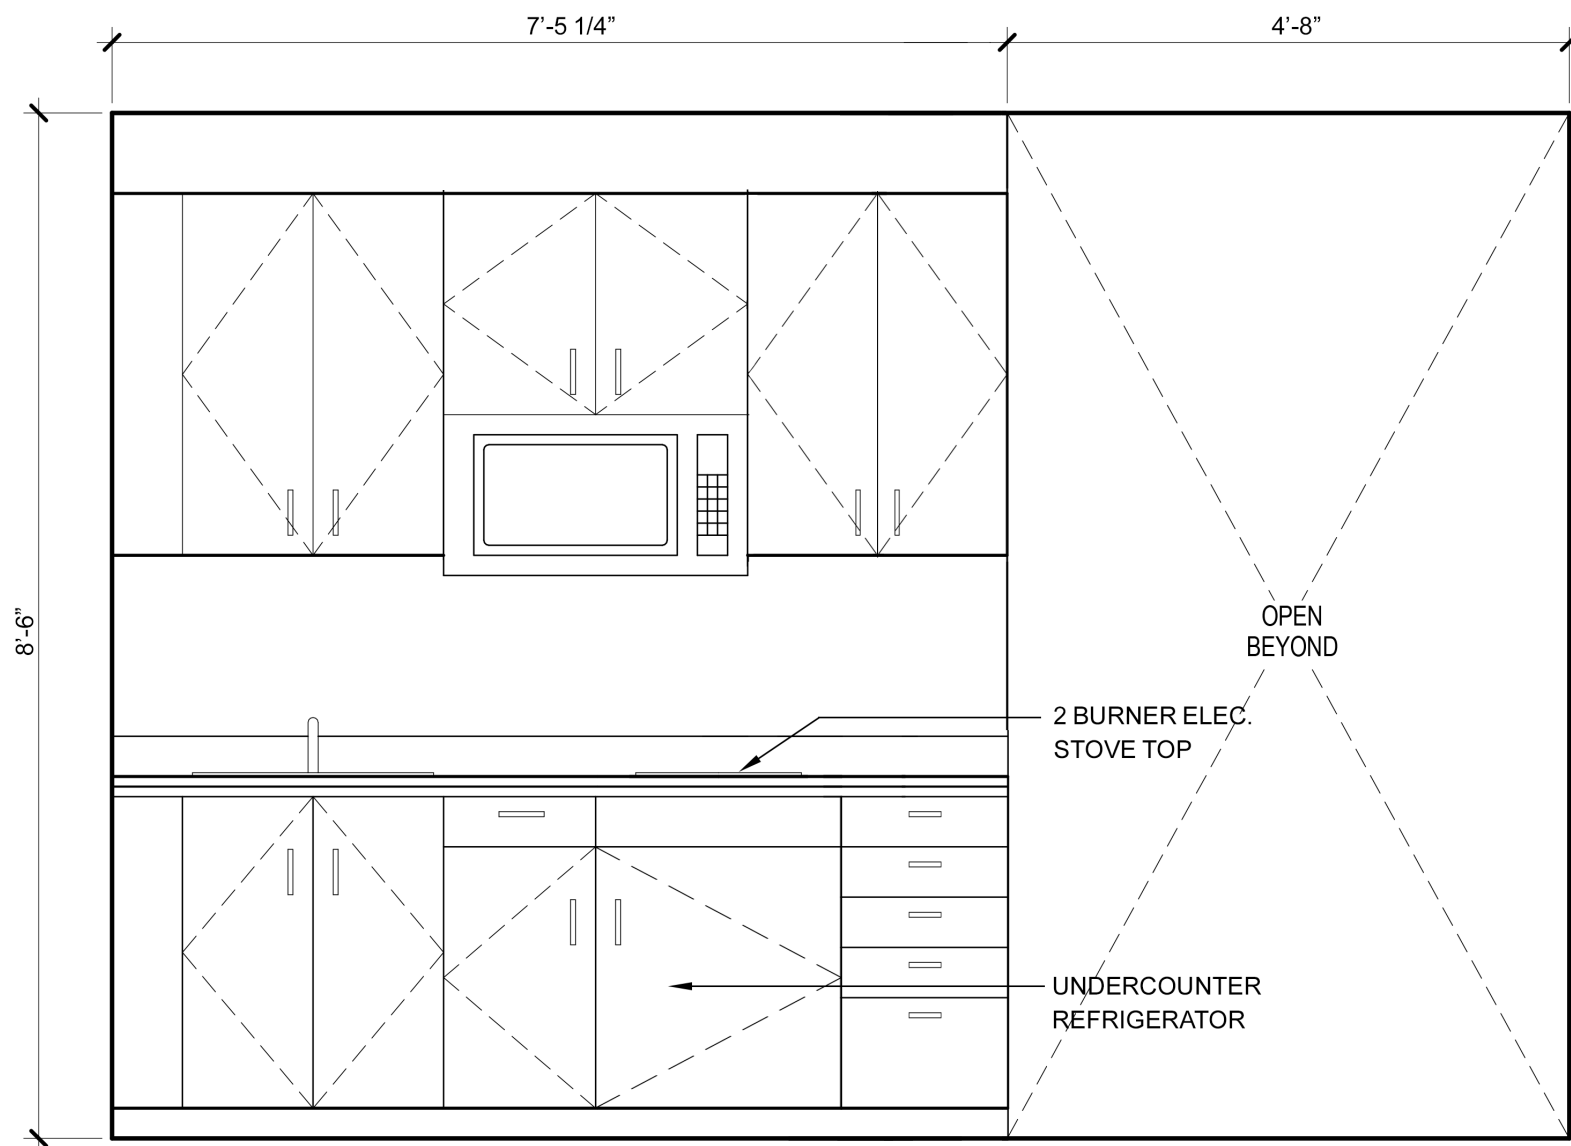 7’-5 1/4”
4’-8”
8’-6”
OPEN
BEYOND
2 BURNER ELEC.
STOVE TOP
UNDERCOUNTER
REFRIGERATOR